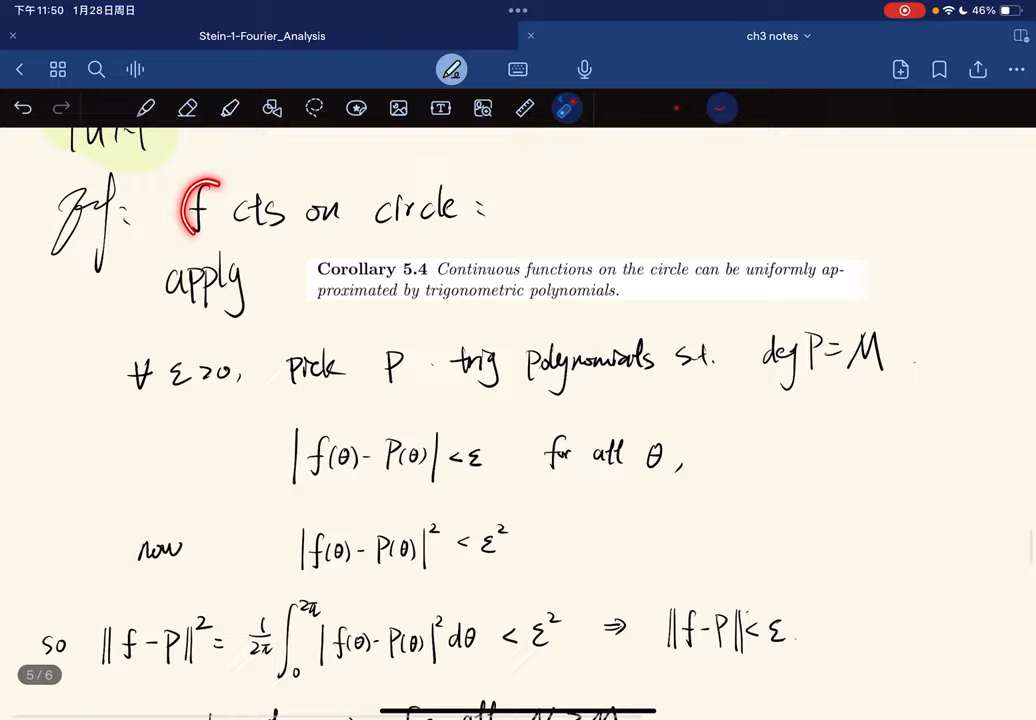 下午11:50 1月28日周日
46%
Stein-1-Fourier_Analysis
ch3 notes
pf: f cts on circle:
apply
Corollary 5.4 Continuous functions on the circle can be uniformly ap-
proximated by trigonometric polynomials.
∀ ε>0, pick P trig polynomials s.t. deg P = M.
|f(θ) - P(θ)| < ε for all θ,
now |f(θ) - P(θ)|² < ε²
so ‖f - P‖² = 1/2π ∫₀^2π |f(θ) - P(θ)|² dθ < ε² ⇒ ‖f - P‖ < ε.
5 / 6